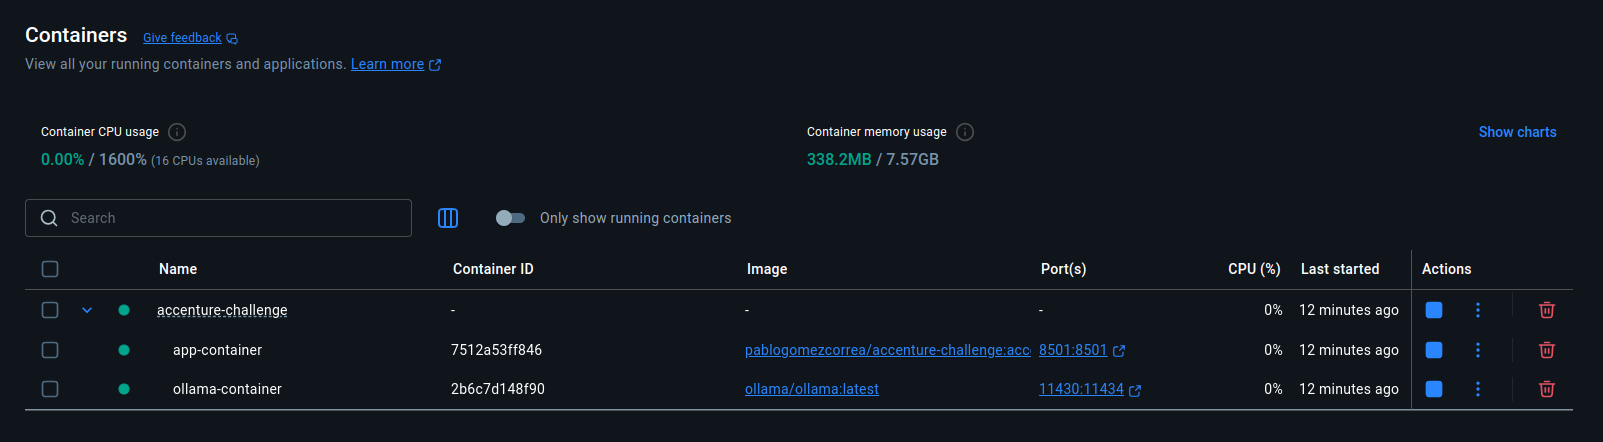 Containers Give feedback
View all your running containers and applications. Learn more
Container CPU usage
0.00% / 1600% (16 CPUs available)
Container memory usage
338.2MB / 7.57GB
Show charts
Search
Only show running containers
Name Container ID Image Port(s) CPU (%) Last started Actions
accenture-challenge - - - 0% 12 minutes ago
app-container 7512a53ff846 pablogomezcorrea/accenture-challenge:acc 8501:8501 0% 12 minutes ago
ollama-container 2b6c7d148f90 ollama/ollama:latest 11430:11434 0% 12 minutes ago